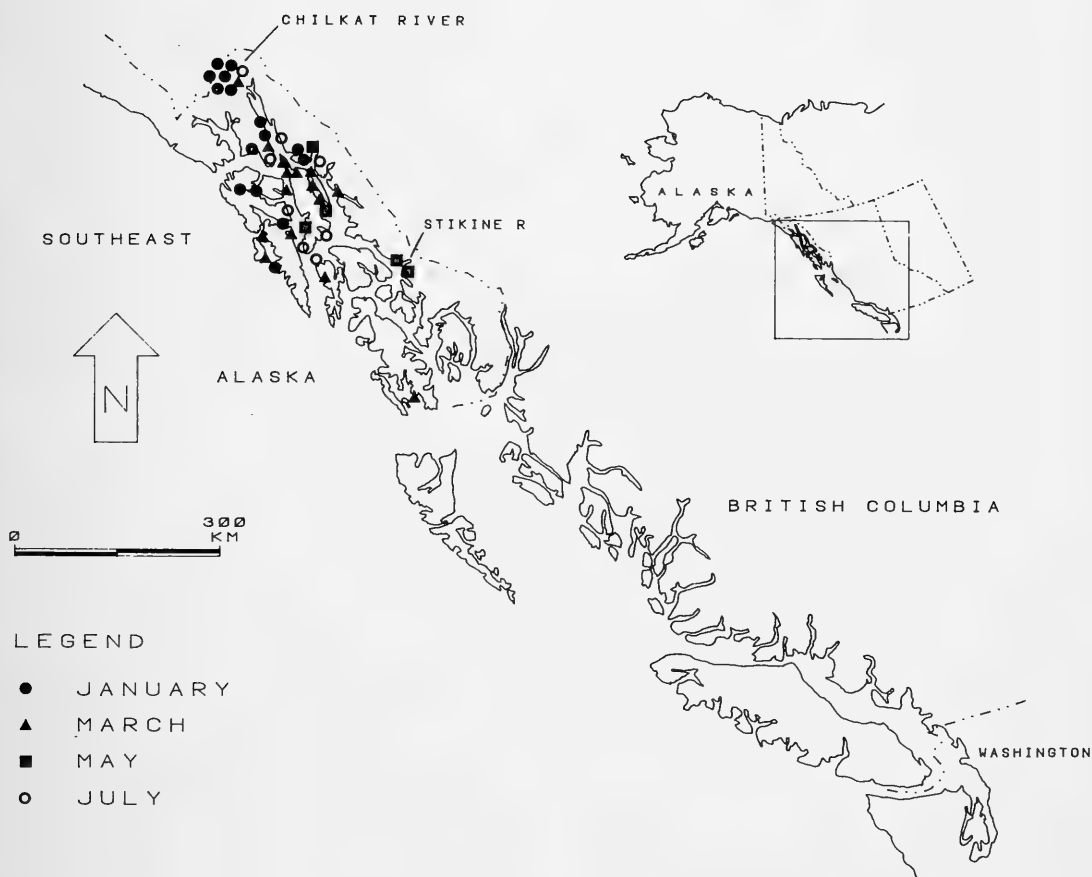 CHILKAT RIVER
ALASKA
STIKINE R
SOUTHEAST
N
ALASKA
BRITISH COLUMBIA
0 300
KM
WASHINGTON
LEGEND
JANUARY
MARCH
MAY
JULY